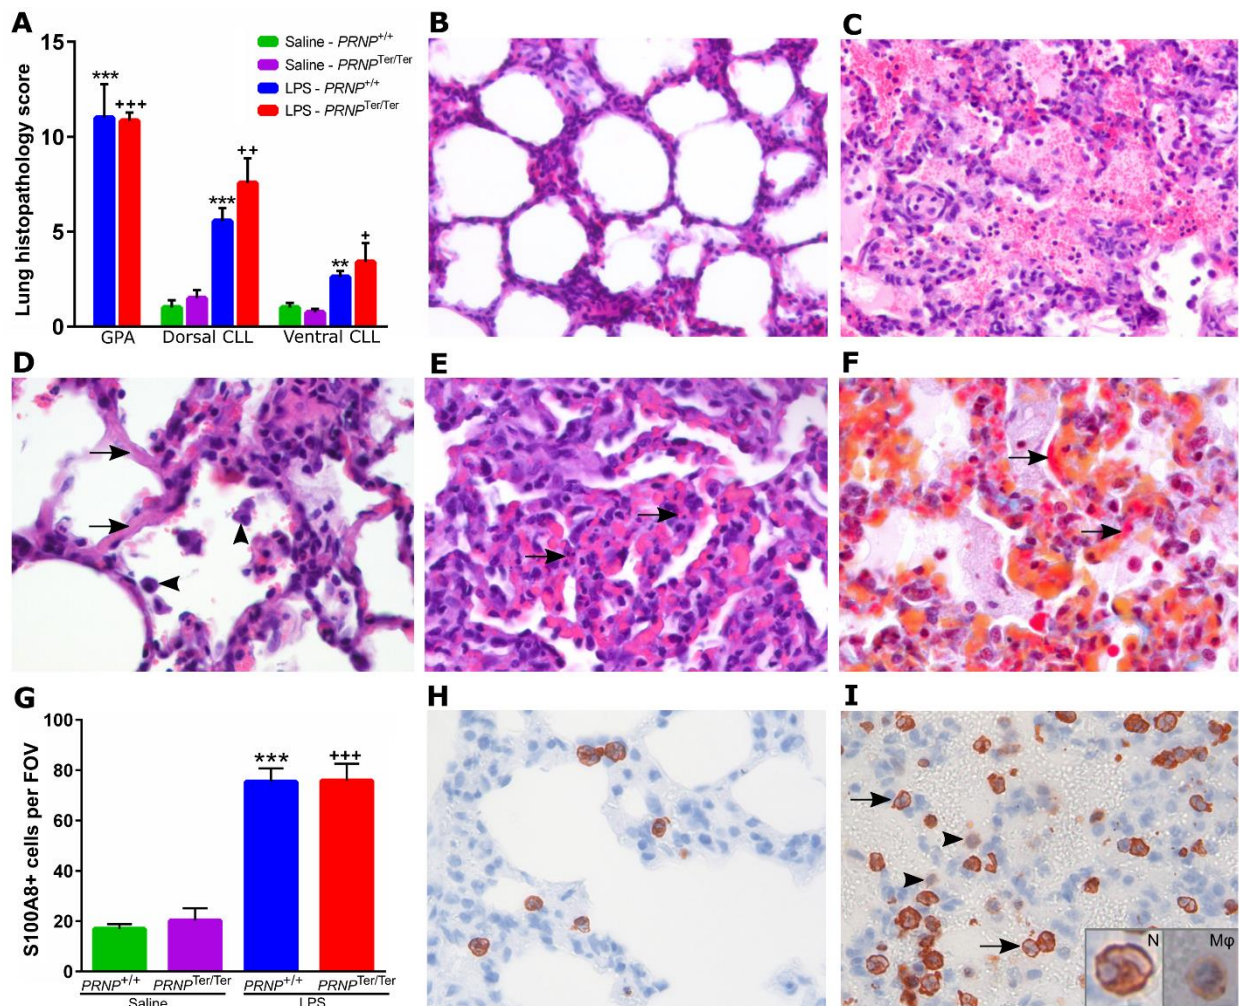 A
Lung histopathology score
15
10
5
0
***
+++
***
++
**
+
GPA
Dorsal CLL
Ventral CLL
Saline - PRNP+/+
Saline - PRNPTer/Ter
LPS - PRNP+/+
LPS - PRNPTer/Ter
B
C
D
E
F
G
S100A8+ cells per FOV
100
80
60
40
20
0
***
+++
PRNP+/+ PRNPTer/Ter PRNP+/+ PRNPTer/Ter
Saline LPS
H
I
N
Mφ